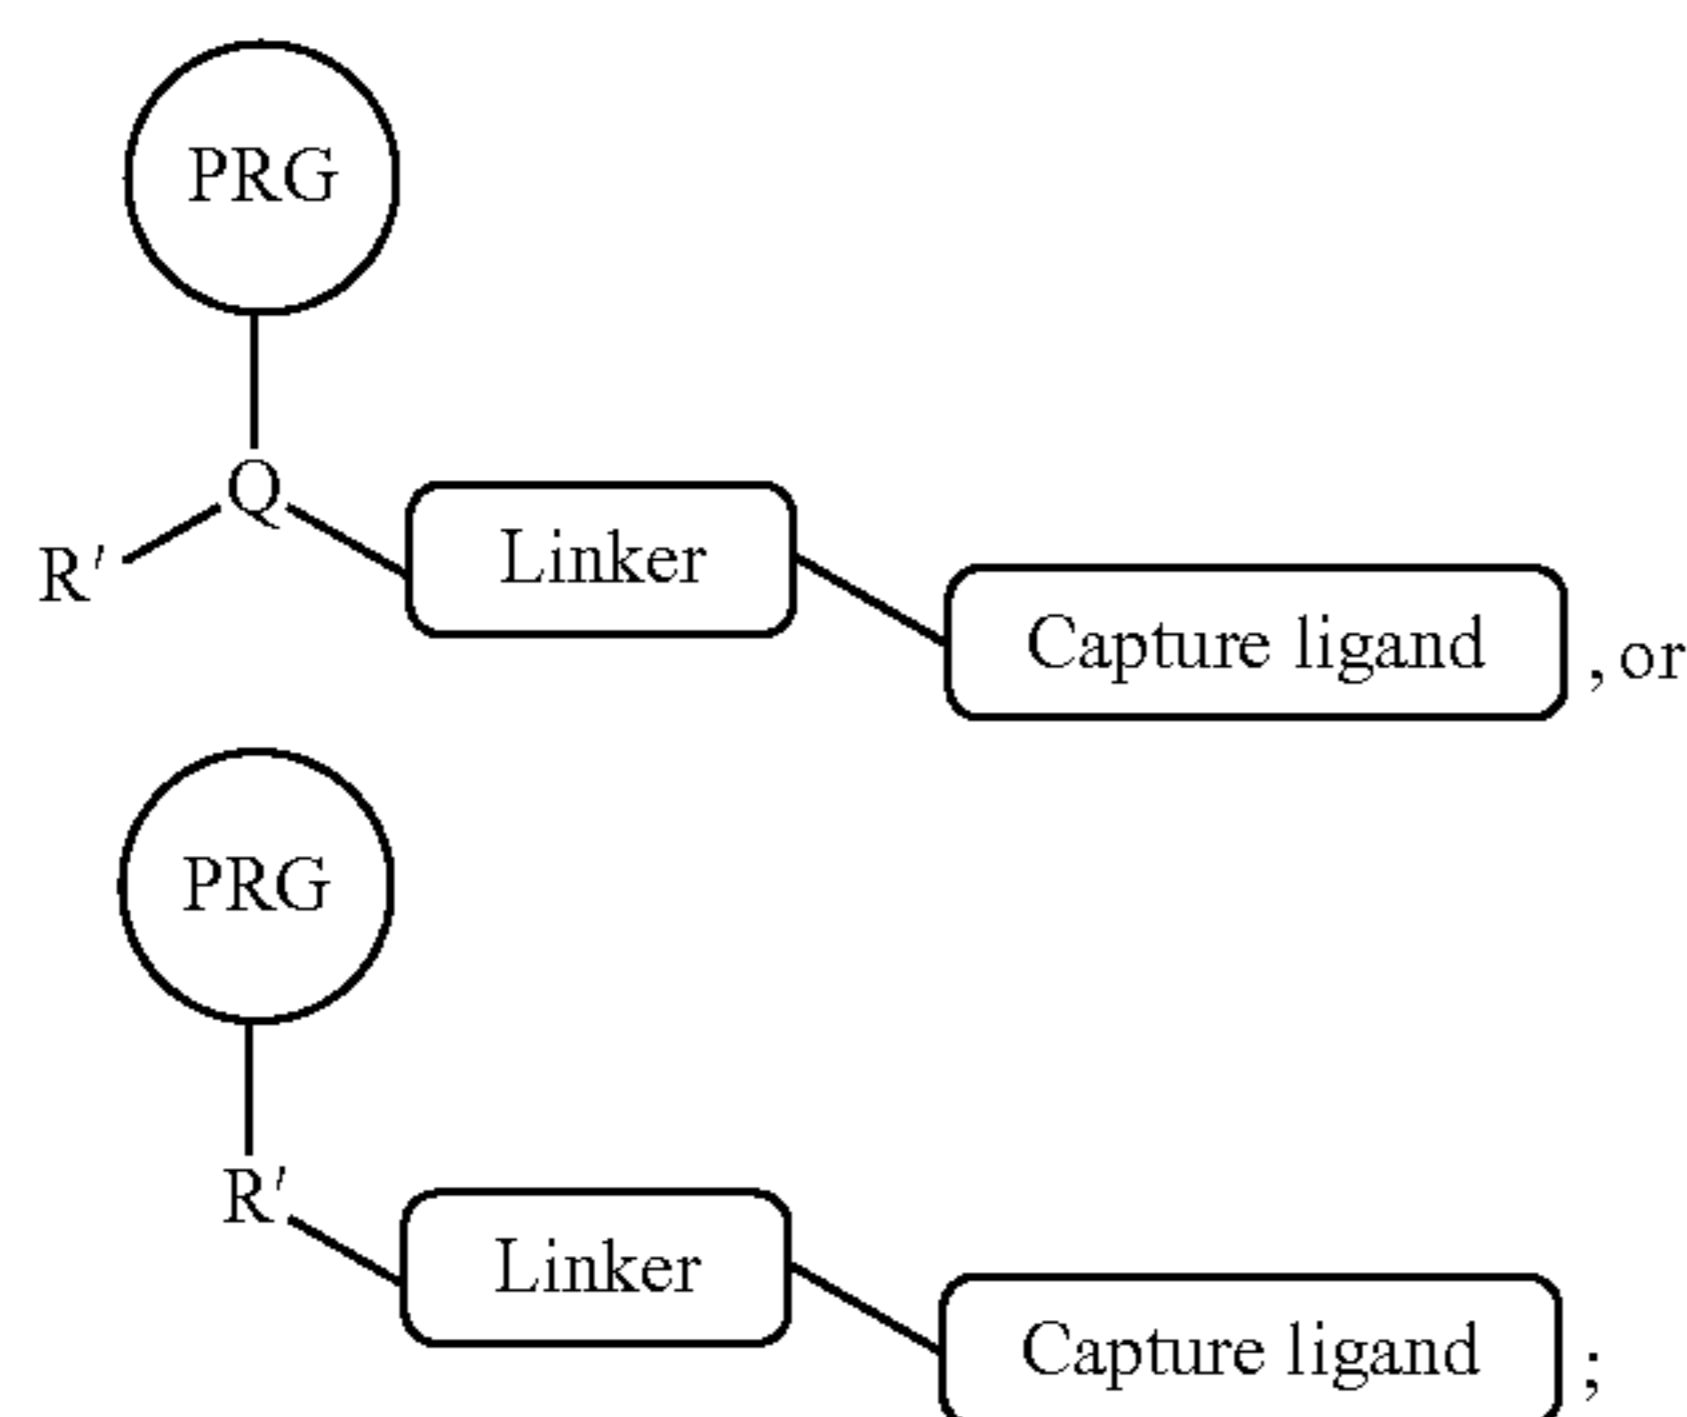 PRG
Q
R′
Linker
Capture ligand , or
PRG
R′
Linker
Capture ligand ;